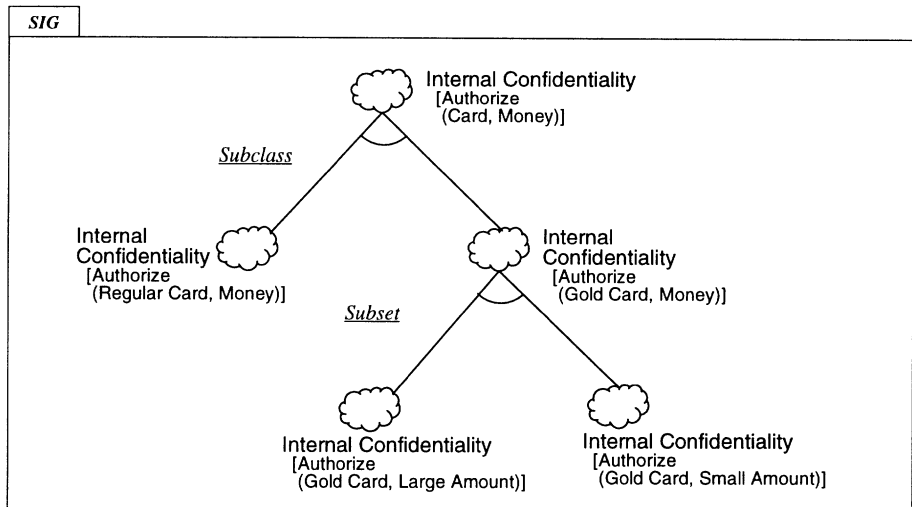 SIG
Internal Confidentiality
[Authorize
(Card, Money)]
Subclass
Internal
Confidentiality
[Authorize
(Regular Card, Money)]
Internal
Confidentiality
[Authorize
(Gold Card, Money)]
Subset
Internal Confidentiality
[Authorize
(Gold Card, Large Amount)]
Internal Confidentiality
[Authorize
(Gold Card, Small Amount)]